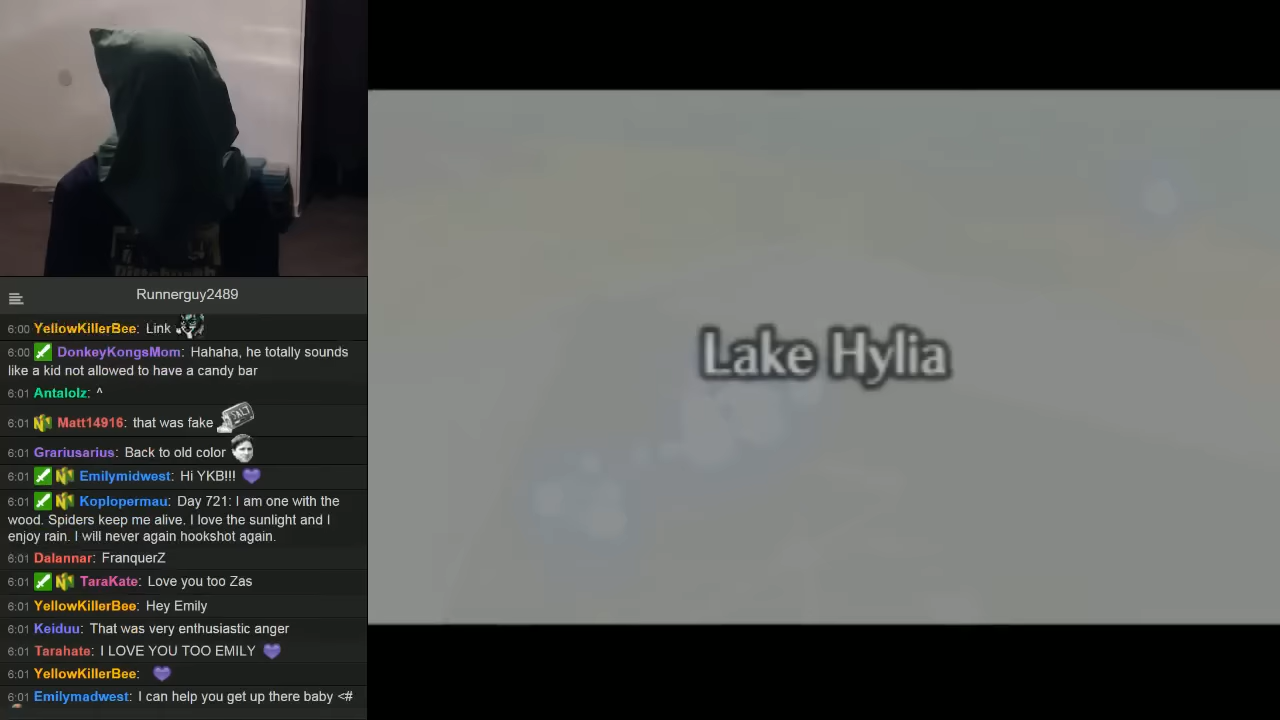 Runnerguy2489
6:00 YellowKillerBee: Link
6:00 DonkeyKongsMom: Hahaha, he totally sounds
like a kid not allowed to have a candy bar
6:01 Antalolz: ^
6:01 Matt14916: that was fake
6:01 Grariusarius: Back to old color
6:01 Emilymidwest: Hi YKB!!!
6:01 Koplopermau: Day 721: I am one with the
wood. Spiders keep me alive. I love the sunlight and I
enjoy rain. I will never again hookshot again.
6:01 Dalannar: FranquerZ
6:01 TaraKate: Love you too Zas
6:01 YellowKillerBee: Hey Emily
6:01 Keiduu: That was very enthusiastic anger
6:01 Tarahate: I LOVE YOU TOO EMILY
6:01 YellowKillerBee:
6:01 Emilymadwest: I can help you get up there baby <#
Lake Hylia